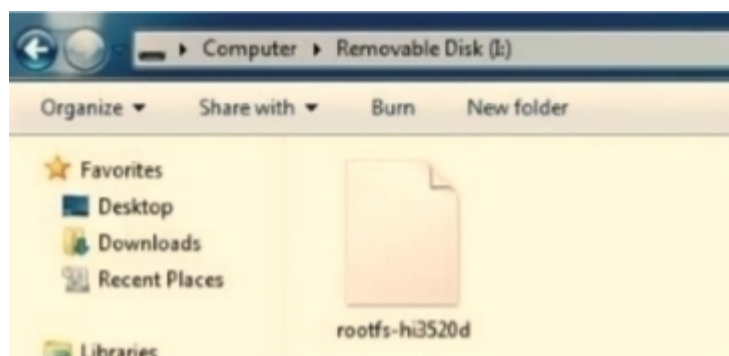 Computer ▸ Removable Disk (I:)
Organize ▾ Share with ▾ Burn New folder
Favorites
Desktop
Downloads
Recent Places
rootfs-hi3520d
Libraries